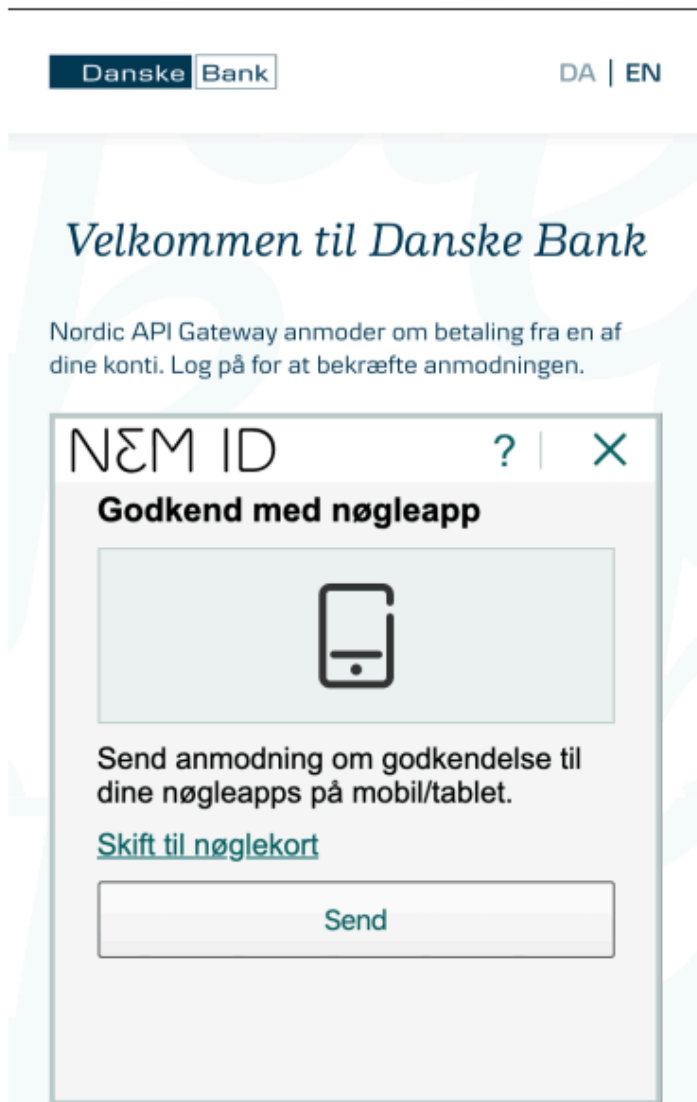 Danske Bank
DA | EN
Velkommen til Danske Bank
Nordic API Gateway anmoder om betaling fra en af
dine konti. Log på for at bekræfte anmodningen.
NEM ID ? | X
Godkend med nøgleapp
Send anmodning om godkendelse til
dine nøgleapps på mobil/tablet.
Skift til nøglekort
Send